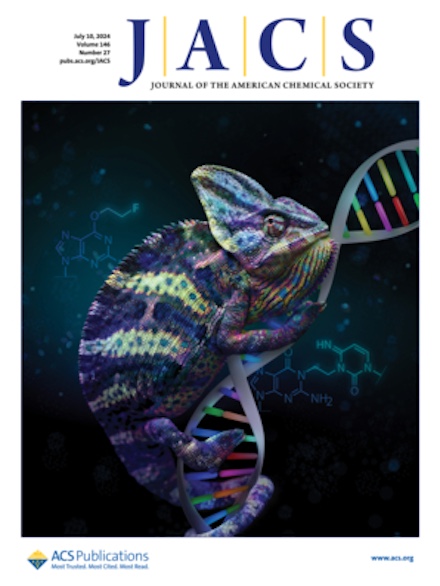 July 10, 2024
Volume 146
Number 27
pubs.acs.org/JACS
J|A|C|S
JOURNAL OF THE AMERICAN CHEMICAL SOCIETY
O
F
N
N
N
N
N
HN
N
O
N
N
O
N
N
N
NH₂
ACS Publications
Most Trusted. Most Cited. Most Read.
www.acs.org